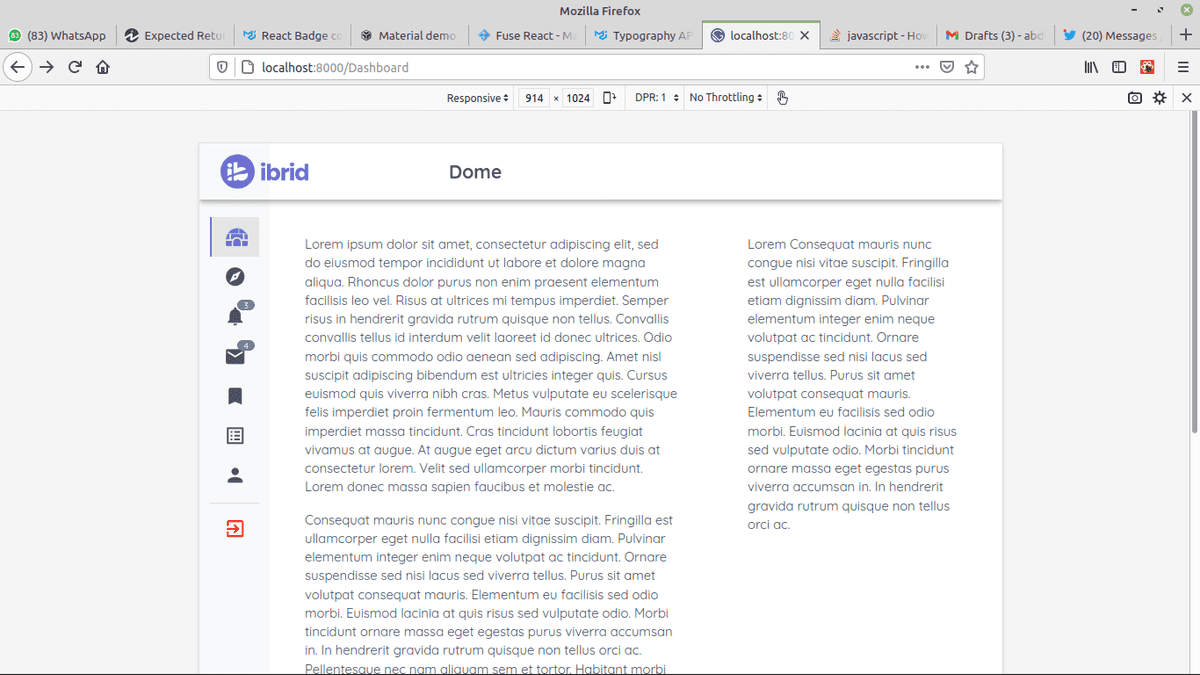 Mozilla Firefox
(83) WhatsApp
Expected Retu
React Badge co
Material demo
Fuse React - Ma
Typography AP
localhost:80
javascript - How
Drafts (3) - abd
(20) Messages
localhost:8000/Dashboard
Responsive 914 × 1024 DPR: 1 No Throttling
ibrid
Dome
3
4
Lorem ipsum dolor sit amet, consectetur adipiscing elit, sed
do eiusmod tempor incididunt ut labore et dolore magna
aliqua. Rhoncus dolor purus non enim praesent elementum
facilisis leo vel. Risus at ultrices mi tempus imperdiet. Semper
risus in hendrerit gravida rutrum quisque non tellus. Convallis
convallis tellus id interdum velit laoreet id donec ultrices. Odio
morbi quis commodo odio aenean sed adipiscing. Amet nisl
suscipit adipiscing bibendum est ultricies integer quis. Cursus
euismod quis viverra nibh cras. Metus vulputate eu scelerisque
felis imperdiet proin fermentum leo. Mauris commodo quis
imperdiet massa tincidunt. Cras tincidunt lobortis feugiat
vivamus at augue. At augue eget arcu dictum varius duis at
consectetur lorem. Velit sed ullamcorper morbi tincidunt.
Lorem donec massa sapien faucibus et molestie ac.
Consequat mauris nunc congue nisi vitae suscipit. Fringilla est
ullamcorper eget nulla facilisi etiam dignissim diam. Pulvinar
elementum integer enim neque volutpat ac tincidunt. Ornare
suspendisse sed nisi lacus sed viverra tellus. Purus sit amet
volutpat consequat mauris. Elementum eu facilisis sed odio
morbi. Euismod lacinia at quis risus sed vulputate odio. Morbi
tincidunt ornare massa eget egestas purus viverra accumsan
in. In hendrerit gravida rutrum quisque non tellus orci ac.
Pellentesque nec nam aliquam sem et tortor. Habitant morbi
Lorem Consequat mauris nunc
congue nisi vitae suscipit. Fringilla
est ullamcorper eget nulla facilisi
etiam dignissim diam. Pulvinar
elementum integer enim neque
volutpat ac tincidunt. Ornare
suspendisse sed nisi lacus sed
viverra tellus. Purus sit amet
volutpat consequat mauris.
Elementum eu facilisis sed odio
morbi. Euismod lacinia at quis risus
sed vulputate odio. Morbi tincidunt
ornare massa eget egestas purus
viverra accumsan in. In hendrerit
gravida rutrum quisque non tellus
orci ac.